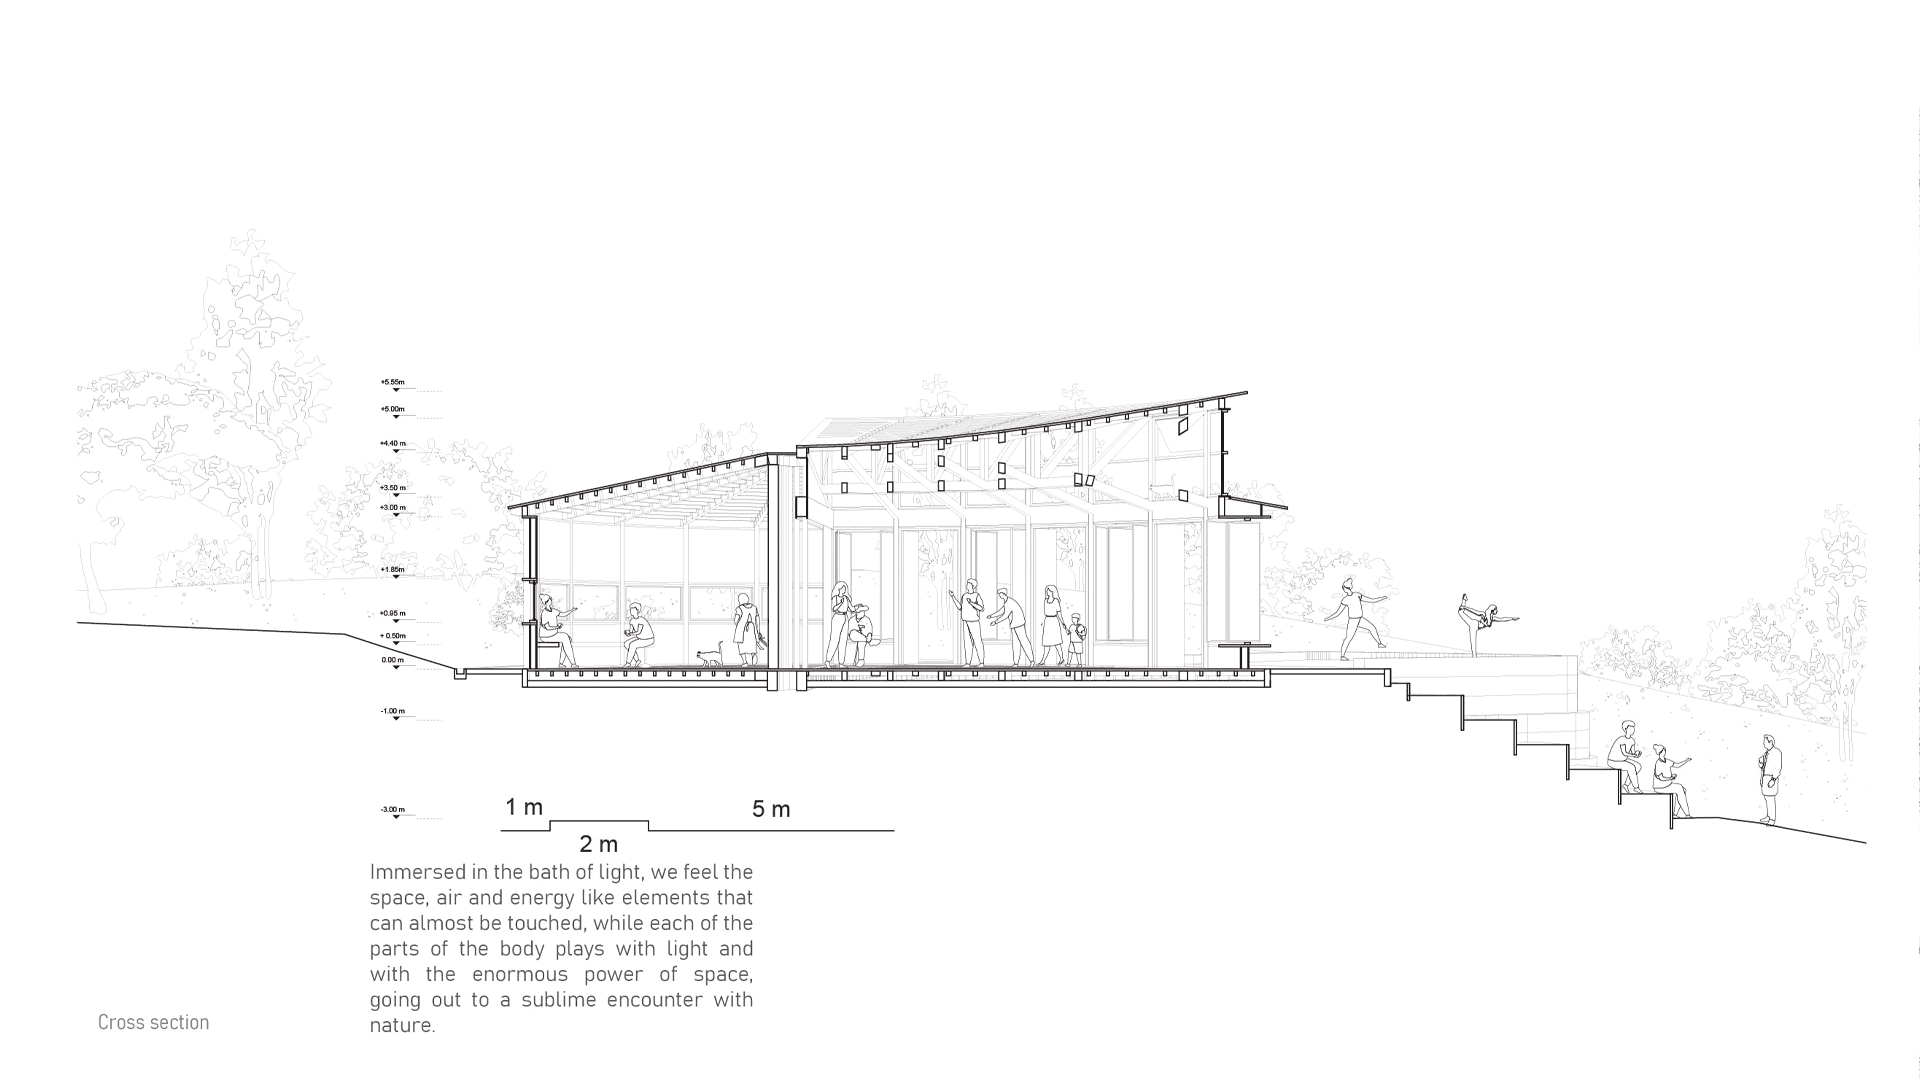 +5.55m
+5.00m
+4.40 m
+3.50 m
+3.00 m
+1.85m
+0.95 m
+ 0.50m
0.00 m
-1.00 m
-3.00 m
1 m
5 m
2 m
Immersed in the bath of light, we feel the
space, air and energy like elements that
can almost be touched, while each of the
parts of the body plays with light and
with the enormous power of space,
going out to a sublime encounter with
nature.
Cross section